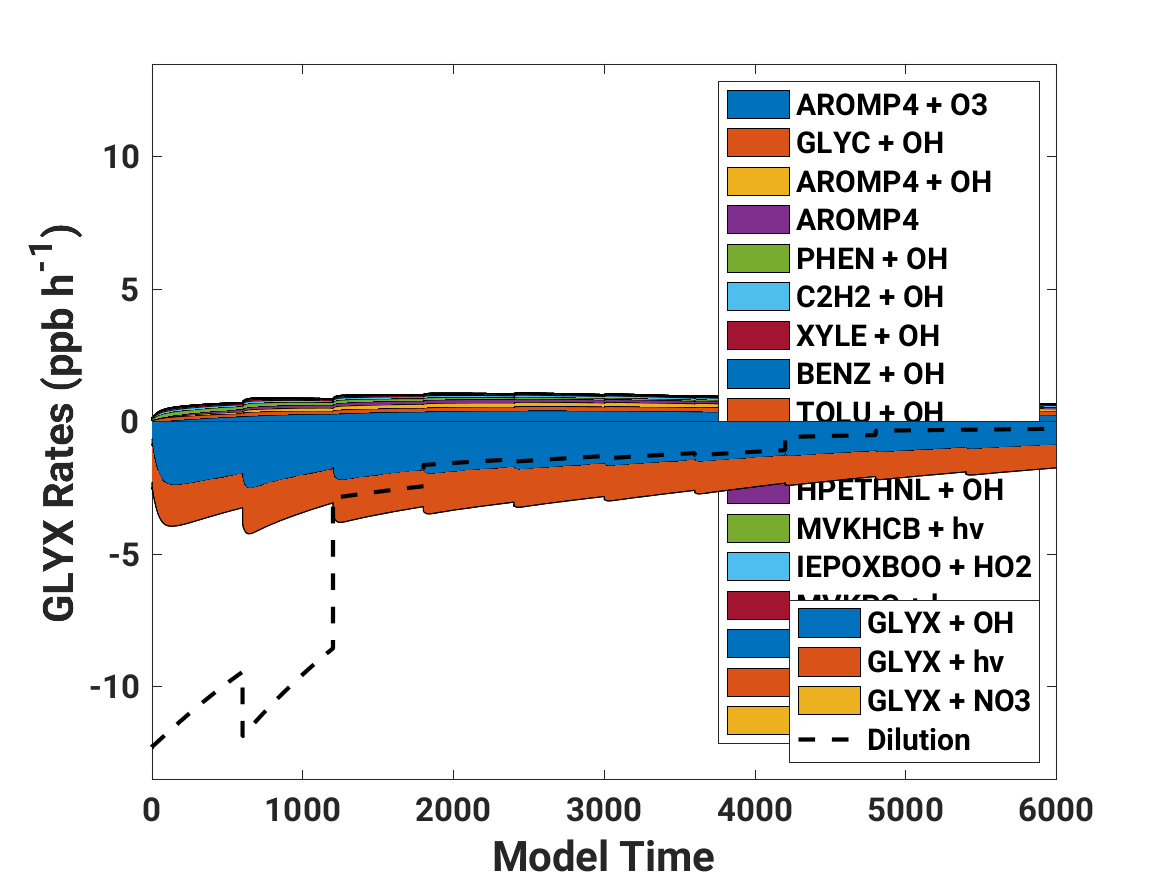 10
5
0
-5
-10
GLYX Rates (ppb h-1)
0
1000
2000
3000
4000
5000
6000
Model Time
AROMP4 + O3
GLYC + OH
AROMP4 + OH
AROMP4
PHEN + OH
C2H2 + OH
XYLE + OH
BENZ + OH
TOLU + OH
HPETHNL + OH
MVKHCB + hv
IEPOXBOO + HO2
GLYX + OH
GLYX + hv
GLYX + NO3
Dilution